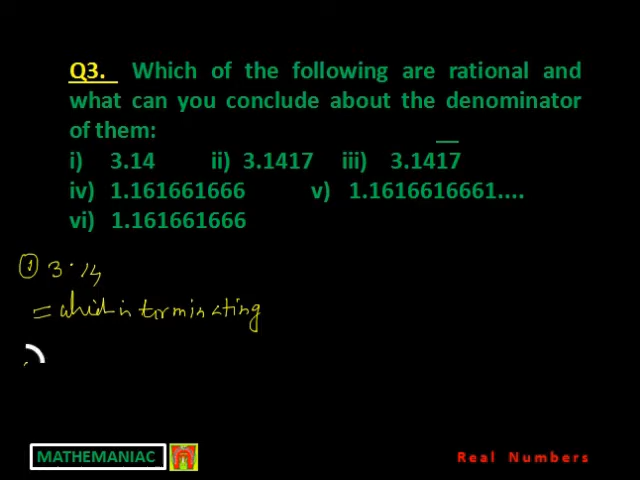 Q3. Which of the following are rational and
what can you conclude about the denominator
of them:
i) 3.14 ii) 3.1417 iii) 3.141̅7̅
iv) 1.161661666 v) 1.1616616661....
vi) 1.161661666
① 3.14
= which is terminating
MATHEMANIAC
Real Numbers